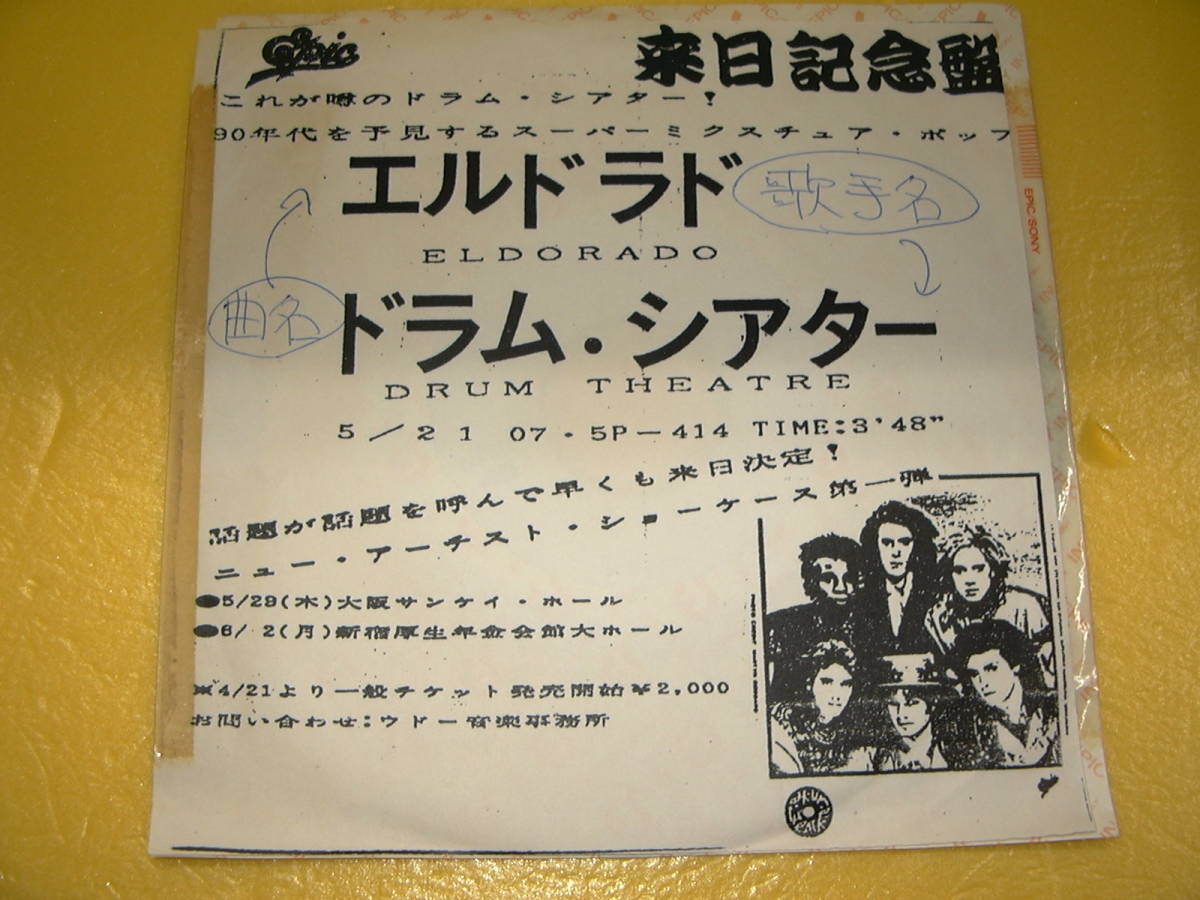 Epic
来日記念盤
これが噂のドラム・シアター!
90年代を予見するスーパーミクスチュア・ポップ
エルドラド
歌手名
ELDORADO
曲名
ドラム・シアター
DRUM THEATRE
5/21 07・5P-414 TIME:3'48"
話題が話題を呼んで早くも来日決定!
ニュー・アーチスト・ショーケース第一弾
●5/29(木)大阪サンケイ・ホール
●6/2(月)新宿厚生年金会館大ホール
※4/21より一般チケット発売開始¥2,000
お問い合わせ:ウドー音楽事務所
EPIC/SONY